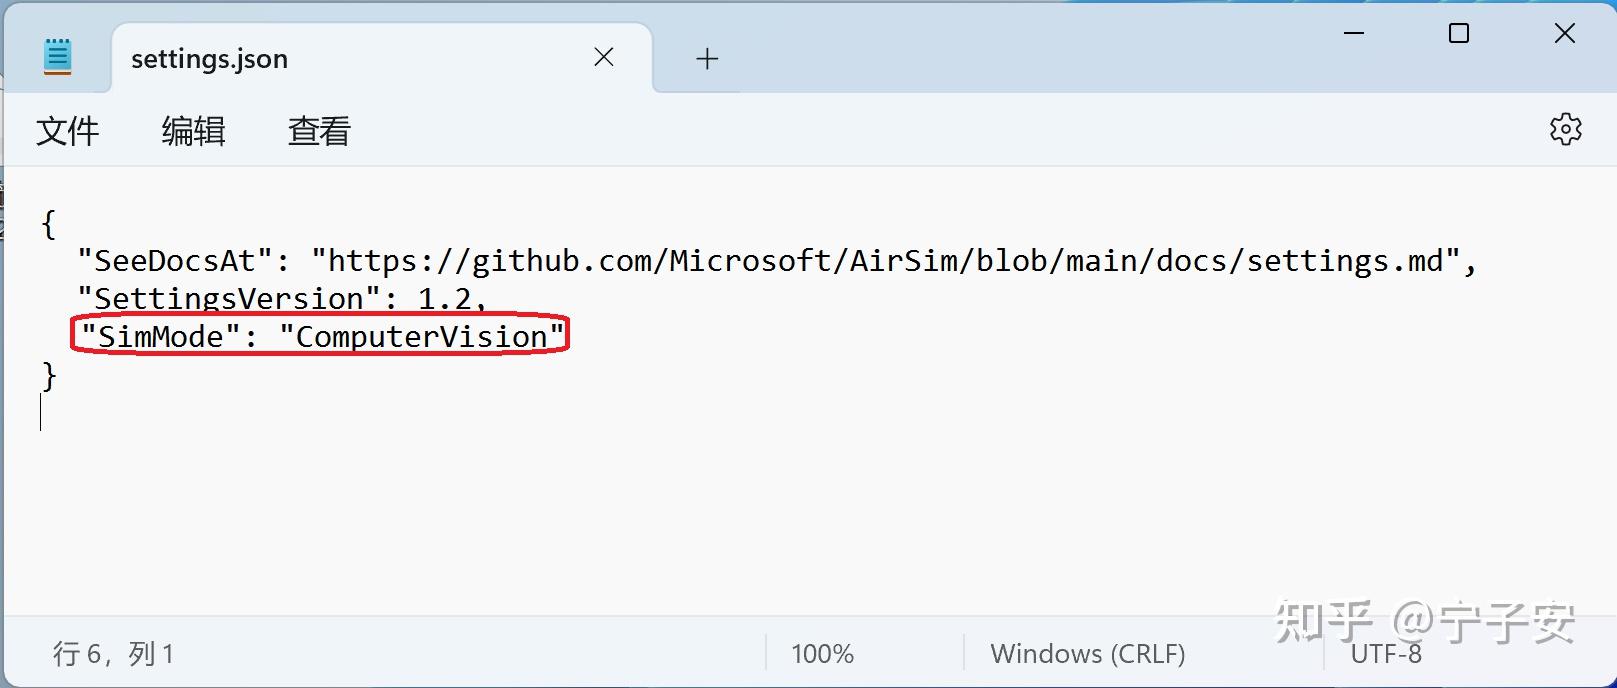 settings.json
文件 编辑 查看
{
"SeeDocsAt": "https://github.com/Microsoft/AirSim/blob/main/docs/settings.md",
"SettingsVersion": 1.2,
"SimMode": "ComputerVision"
}
知乎 @宁子安
行 6，列 1 100% Windows (CRLF) UTF-8